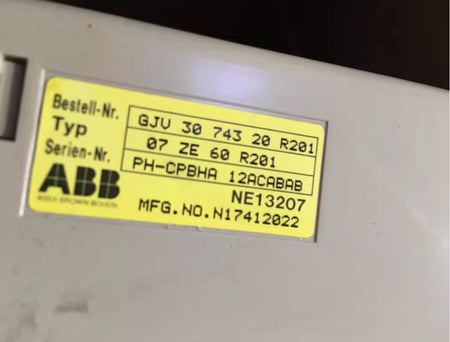 Bestell-Nr. GJV 30 743 20 R201
Typ 07 ZE 60 R201
Serien-Nr. PH-CPBHA 12ACABAB
ABB NE13207
ASEA BROWN BOVERI
MFG.NO.N17412022